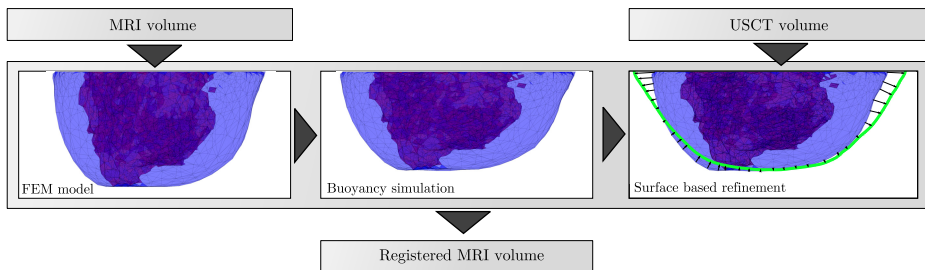 MRI volume
USCT volume
FEM model
Buoyancy simulation
Surface based refinement
Registered MRI volume